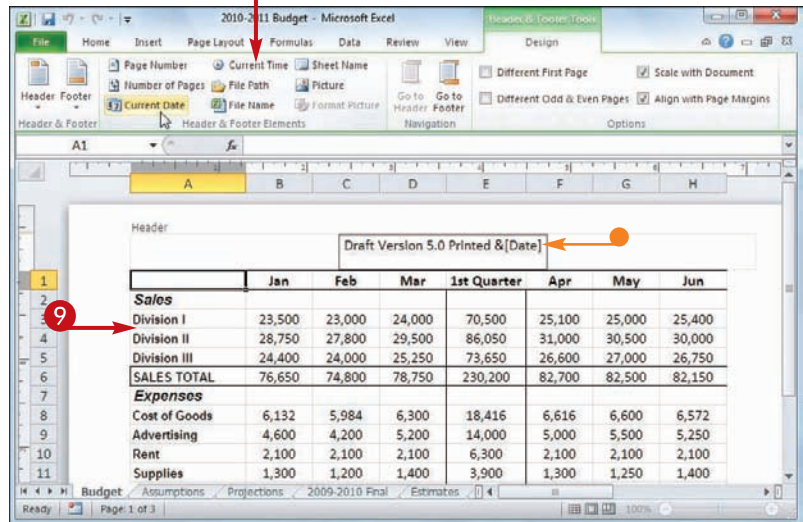 2010-2011 Budget - Microsoft Excel
Header & Footer Tools
File Home Insert Page Layout Formulas Data Review View Design
Page Number Current Time Sheet Name
Number of Pages File Path Picture
Current Date File Name Format Picture
Header Footer
Go to Header Go to Footer
Different First Page Scale with Document
Different Odd & Even Pages Align with Page Margins
Header & Footer Header & Footer Elements Navigation Options
A1 fx
A B C D E F G H
Header
Draft Version 5.0 Printed &[Date]
1 Jan Feb Mar 1st Quarter Apr May Jun
2 Sales
9
3 Division I 23,500 23,000 24,000 70,500 25,100 25,000 25,400
4 Division II 28,750 27,800 29,500 86,050 31,000 30,500 30,000
5 Division III 24,400 24,000 25,250 73,650 26,600 27,000 26,750
6 SALES TOTAL 76,650 74,800 78,750 230,200 82,700 82,500 82,150
7 Expenses
8 Cost of Goods 6,132 5,984 6,300 18,416 6,616 6,600 6,572
9 Advertising 4,600 4,200 5,200 14,000 5,000 5,500 5,250
10 Rent 2,100 2,100 2,100 6,300 2,100 2,100 2,100
11 Supplies 1,300 1,200 1,400 3,900 1,300 1,250 1,400
Budget Assumptions Projections 2009-2010 Final Estimates
Ready Page: 1 of 3 100%